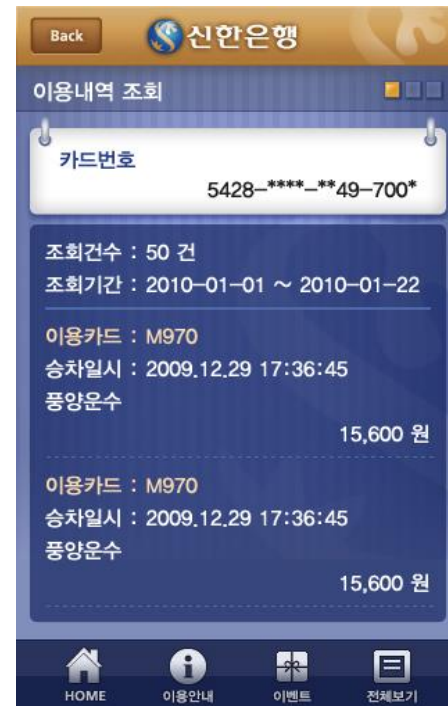 Back
신한은행
이용내역 조회
카드번호
5428-****-**49-700*
조회건수 : 50 건
조회기간 : 2010-01-01 ~ 2010-01-22
이용카드 : M970
승차일시 : 2009.12.29 17:36:45
풍양운수
15,600 원
이용카드 : M970
승차일시 : 2009.12.29 17:36:45
풍양운수
15,600 원
HOME 이용안내 이벤트 전체보기